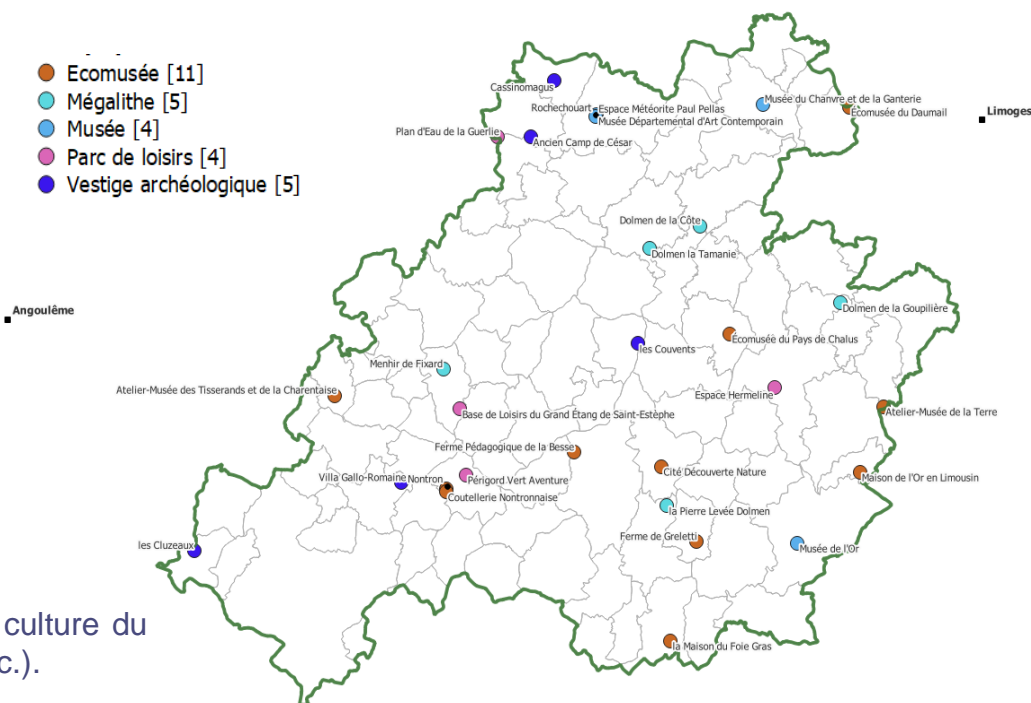 Ecomusée [11]
Mégalithe [5]
Musée [4]
Parc de loisirs [4]
Vestige archéologique [5]
Cassinomagus
Rochechouart
Espace Météorite Paul Pellas
Musée Départemental d'Art Contemporain
Musée du Chanvre et de la Ganterie
Écomusée du Daumail
Limoges
Plan d'Eau de la Guerlie
Ancien Camp de César
Dolmen de la Côte
Dolmen la Tamanie
Angoulême
Dolmen de la Goupilière
Écomusée du Pays de Chalus
les Couvents
Menhir de Fixard
Atelier-Musée des Tisserands et de la Charentaise
Espace Hermeline
Base de Loisirs du Grand Étang de Saint-Estèphe
Atelier-Musée de la Terre
Ferme Pédagogique de la Besse
Cité Découverte Nature
Villa Gallo-Romaine
Nontron
Périgord Vert Aventure
Maison de l'Or en Limousin
Coutellerie Nontronnaise
la Pierre Levée Dolmen
Ferme de Greletti
les Cluzeaux
Musée de l'Or
culture du
c.).
la Maison du Foie Gras